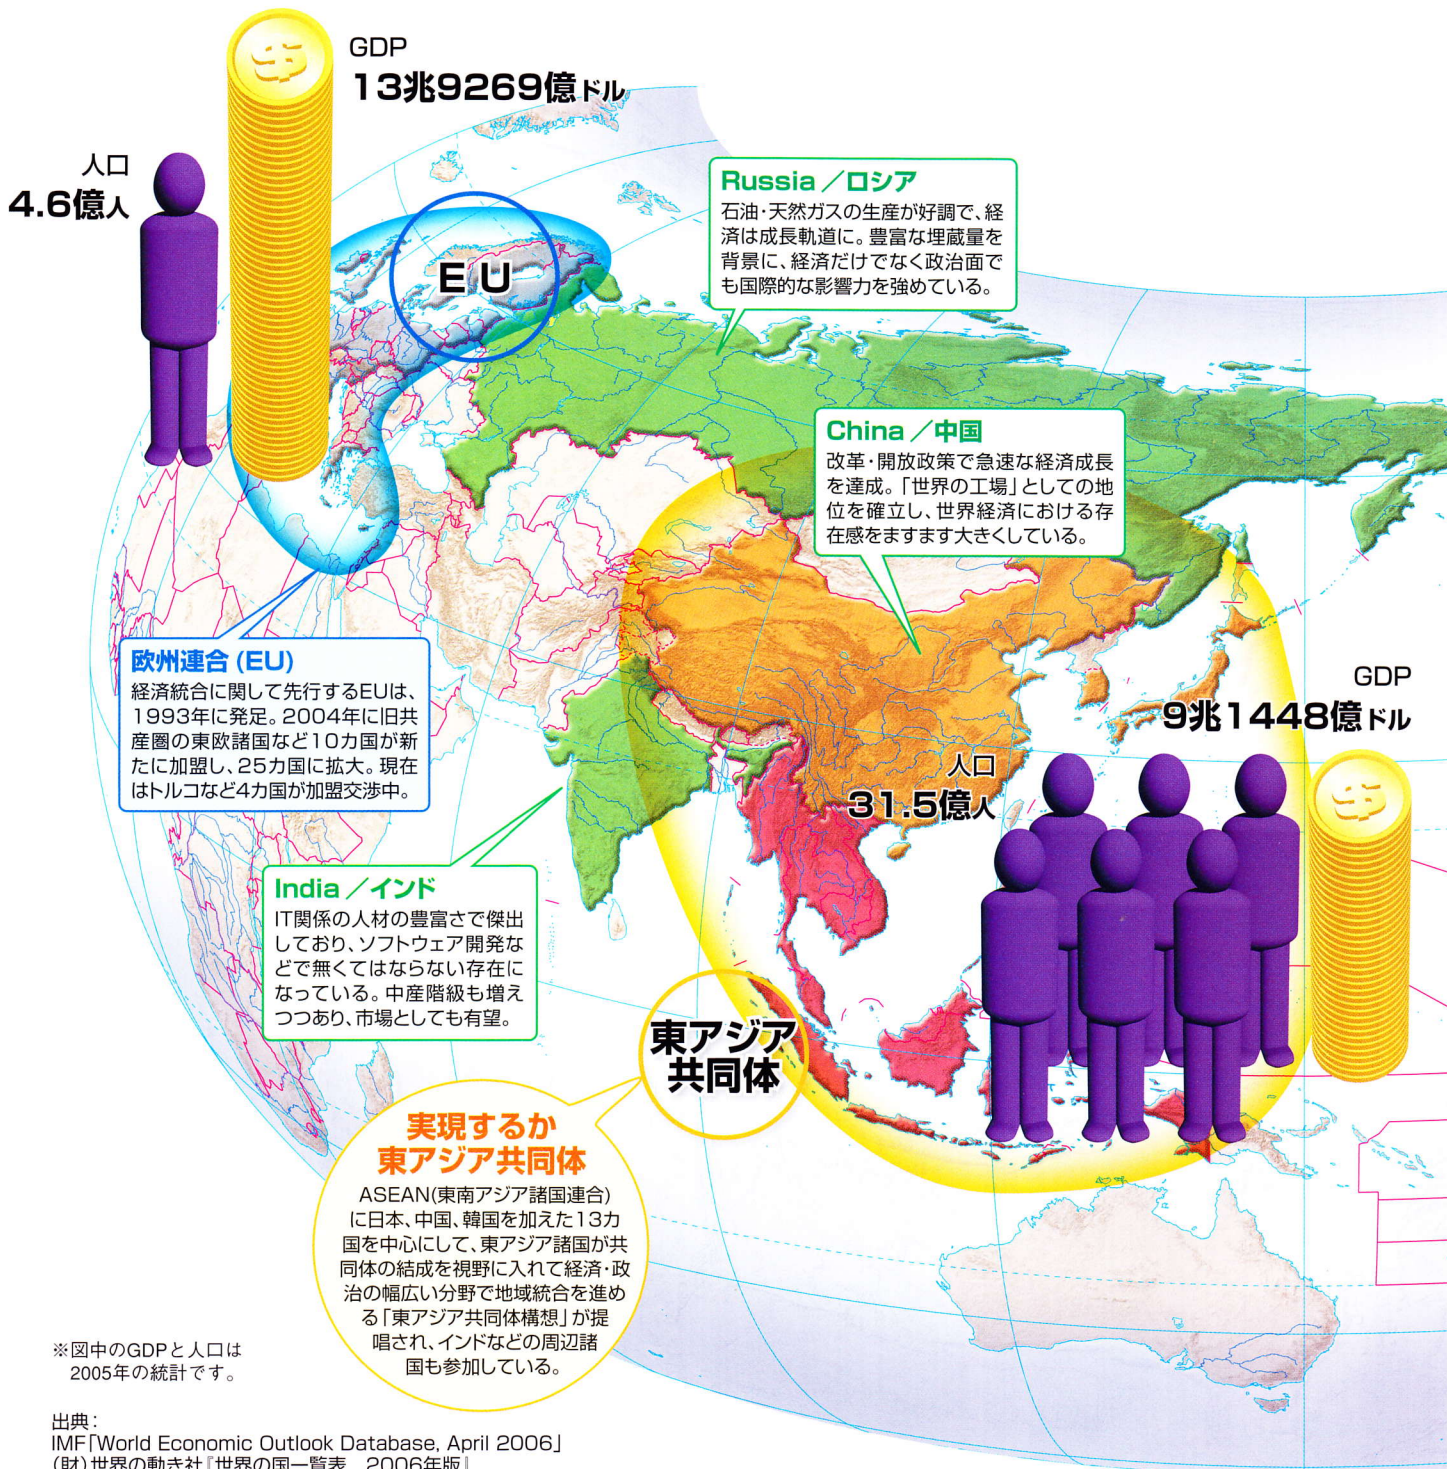 GDP
13兆9269億ドル
人口
4.6億人
EU
Russia／ロシア
石油・天然ガスの生産が好調で、経
済は成長軌道に。豊富な埋蔵量を
背景に、経済だけでなく政治面で
も国際的な影響力を強めている。
China／中国
改革・開放政策で急速な経済成長
を達成。「世界の工場」としての地
位を確立し、世界経済における存
在感をますます大きくしている。
欧州連合 (EU)
経済統合に関して先行するEUは、
1993年に発足。2004年に旧共
産圏の東欧諸国など10カ国が新
たに加盟し、25カ国に拡大。現在
はトルコなど4カ国が加盟交渉中。
GDP
9兆1448億ドル
人口
31.5億人
India／インド
IT関係の人材の豊富さで傑出
しており、ソフトウェア開発な
どで無くてはならない存在に
なっている。中産階級も増え
つつあり、市場としても有望。
東アジア
共同体
実現するか
東アジア共同体
ASEAN(東南アジア諸国連合)
に日本、中国、韓国を加えた13カ
国を中心にして、東アジア諸国が共
同体の結成を視野に入れて経済・政
治の幅広い分野で地域統合を進め
る「東アジア共同体構想」が提
唱され、インドなどの周辺諸
国も参加している。
※図中のGDPと人口は
2005年の統計です。
出典：
IMF「World Economic Outlook Database, April 2006」
(財)世界の動き社『世界の国一覧表　2006年版』